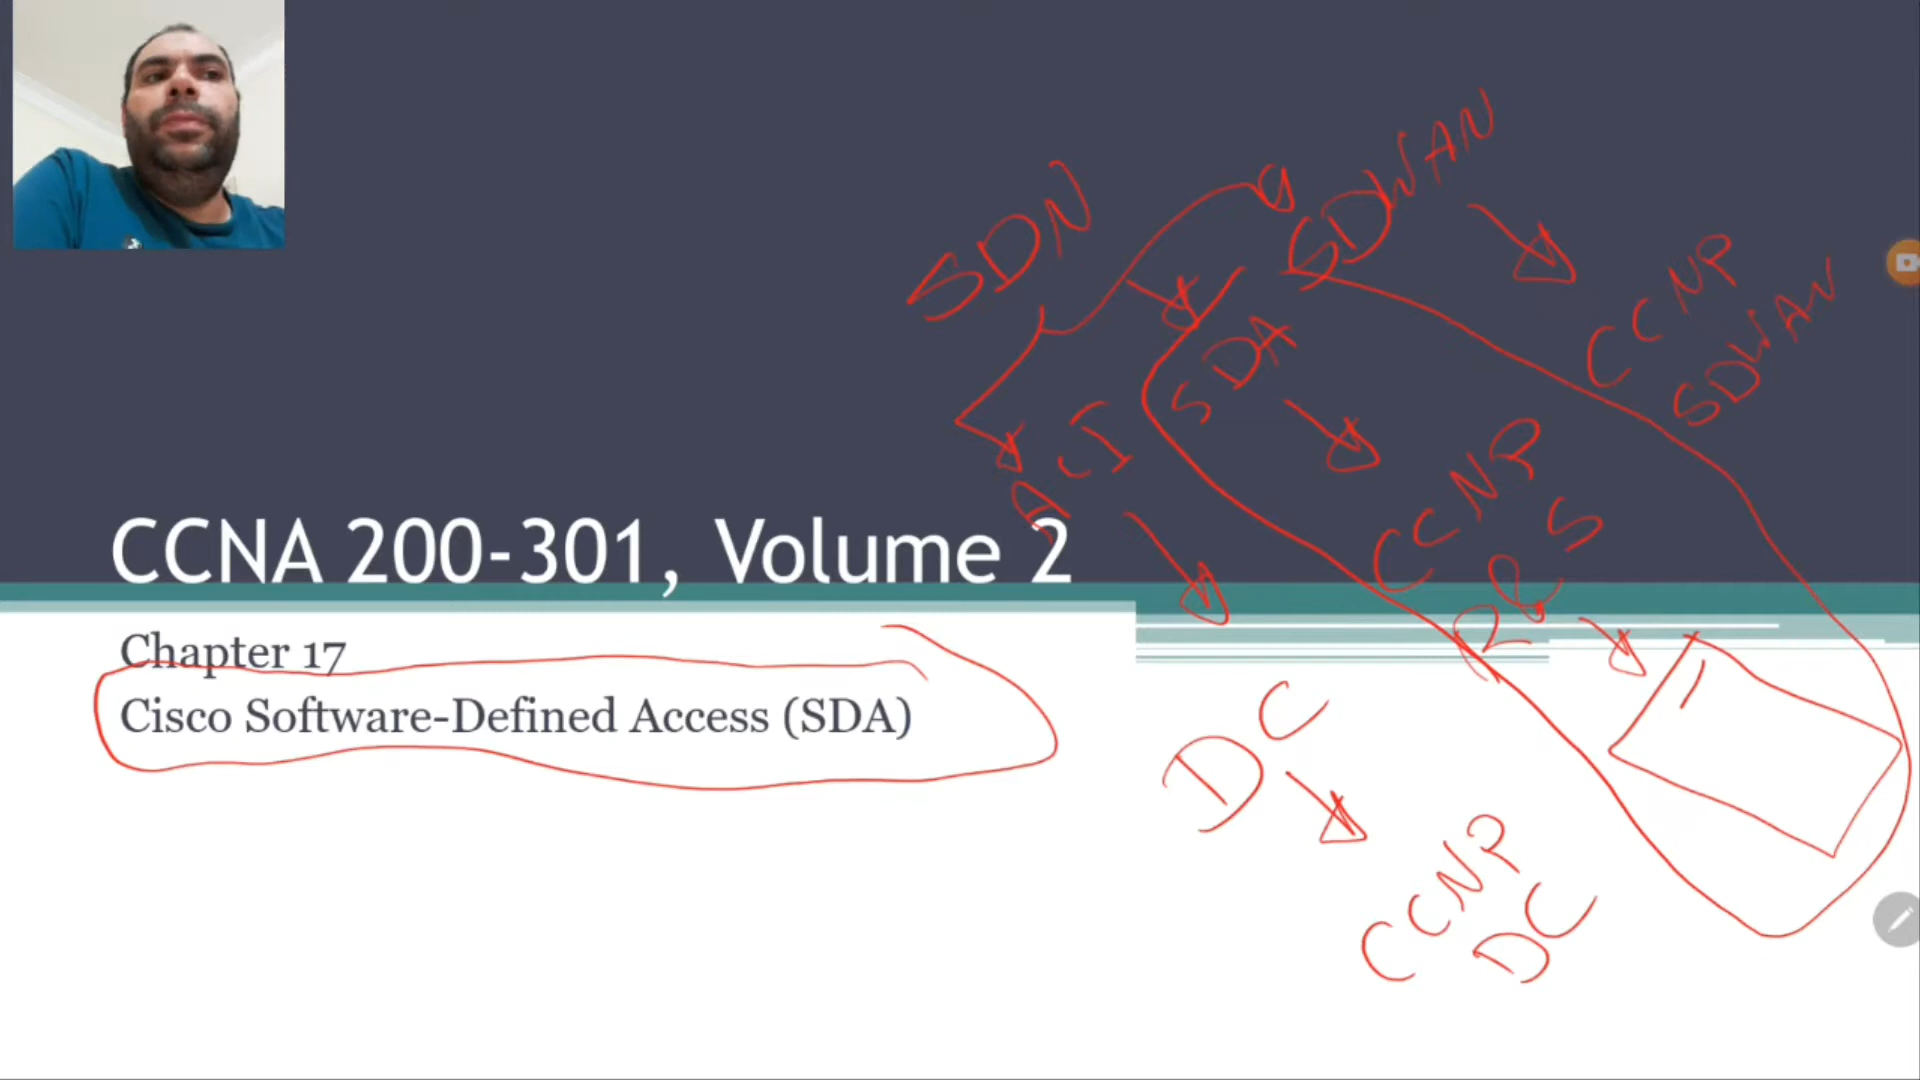 SDN
SDWAN
CCNP
SDWAN
SDA
CCNP
R&S
ACI
CCNA 200-301, Volume 2
Chapter 17
Cisco Software-Defined Access (SDA)
DC
CCNP
DC